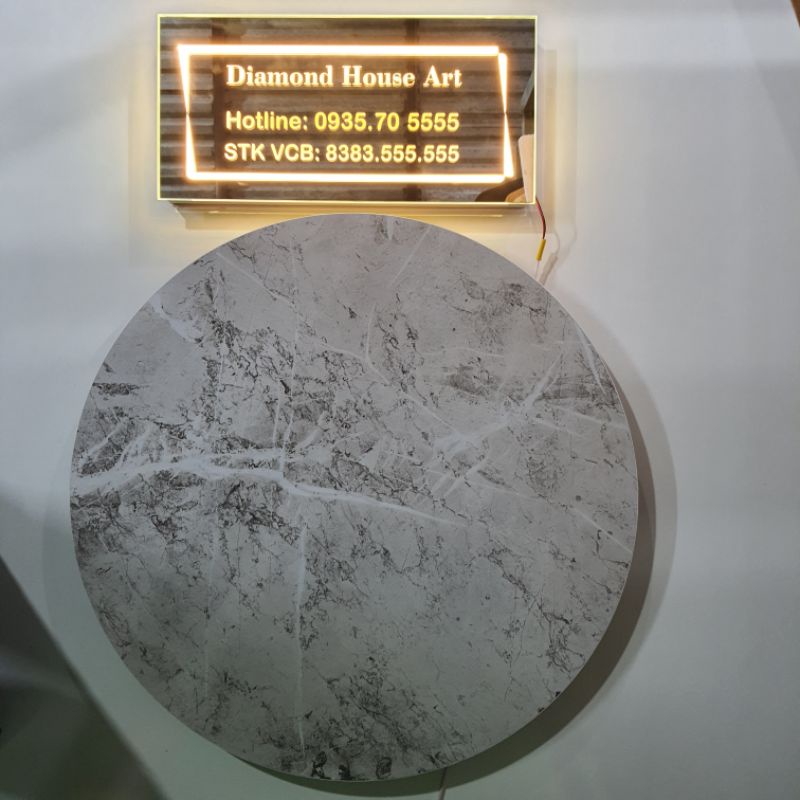 Diamond House Art
Hotline: 0935.70 5555
STK VCB: 8383.555.555